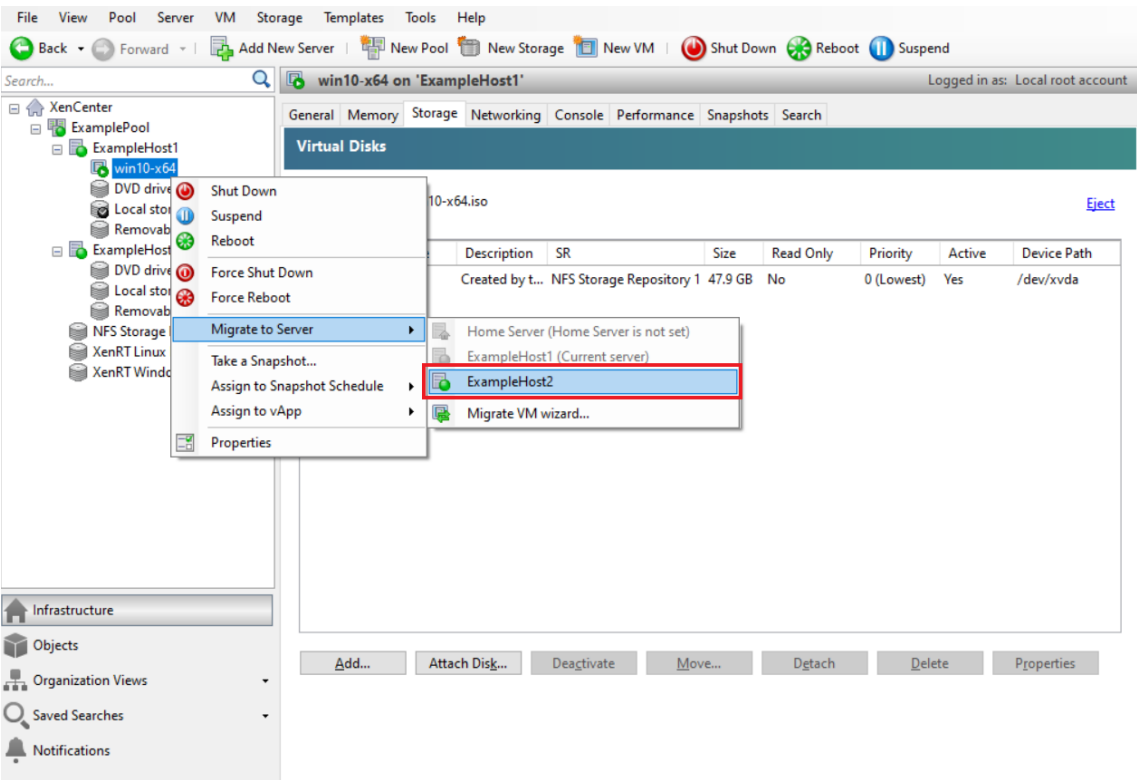 File View Pool Server VM Storage Templates Tools Help
Back Forward Add New Server New Pool New Storage New VM Shut Down Reboot Suspend
Search...
win10-x64 on 'ExampleHost1' Logged in as: Local root account
XenCenter
ExamplePool
ExampleHost1
win10-x64
DVD drive
Local stor
Removab
ExampleHost
DVD drive
Local stor
Removab
NFS Storage
XenRT Linux
XenRT Windo
General Memory Storage Networking Console Performance Snapshots Search
Virtual Disks
10-x64.iso Eject
Description SR Size Read Only Priority Active Device Path
Created by t... NFS Storage Repository 1 47.9 GB No 0 (Lowest) Yes /dev/xvda
Shut Down
Suspend
Reboot
Force Shut Down
Force Reboot
Migrate to Server
Take a Snapshot...
Assign to Snapshot Schedule
Assign to vApp
Properties
Home Server (Home Server is not set)
ExampleHost1 (Current server)
ExampleHost2
Migrate VM wizard...
Add... Attach Disk... Deactivate Move... Detach Delete Properties
Infrastructure
Objects
Organization Views
Saved Searches
Notifications